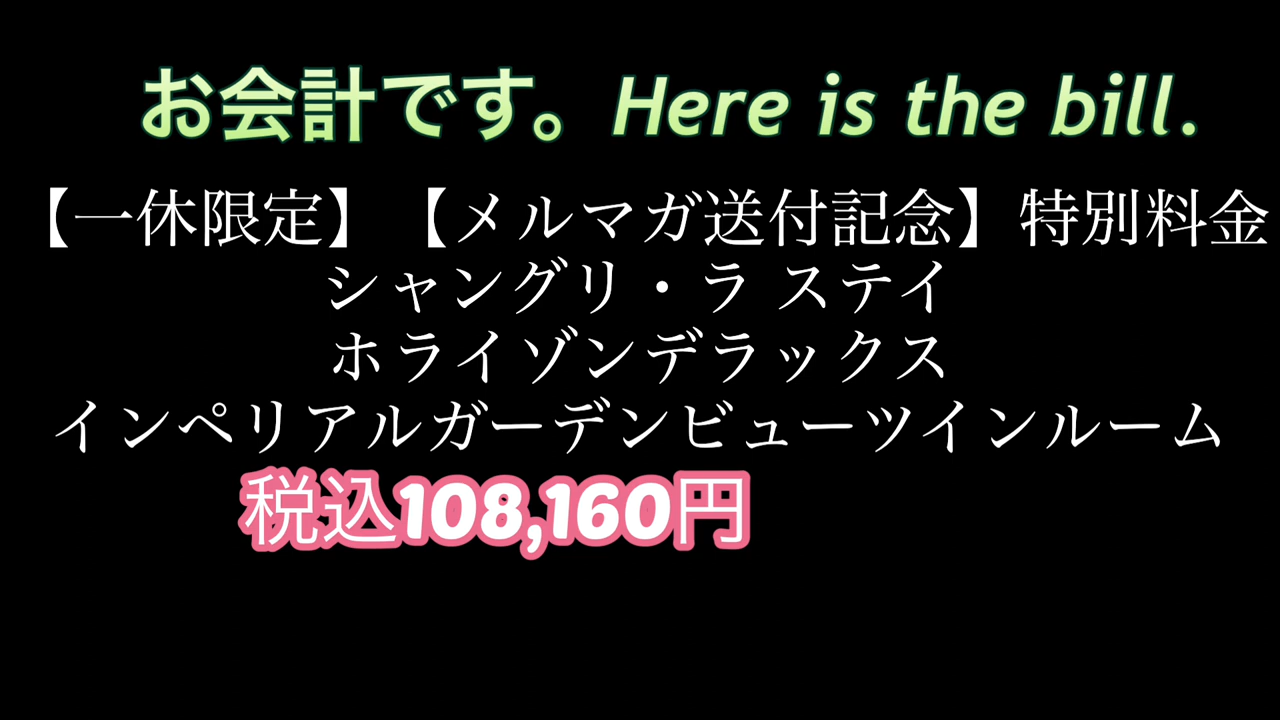 お会計です。Here is the bill.
【一休限定】【メルマガ送付記念】特別料金
シャングリ・ラ ステイ
ホライゾンデラックス
インペリアルガーデンビューツインルーム
税込108,160円